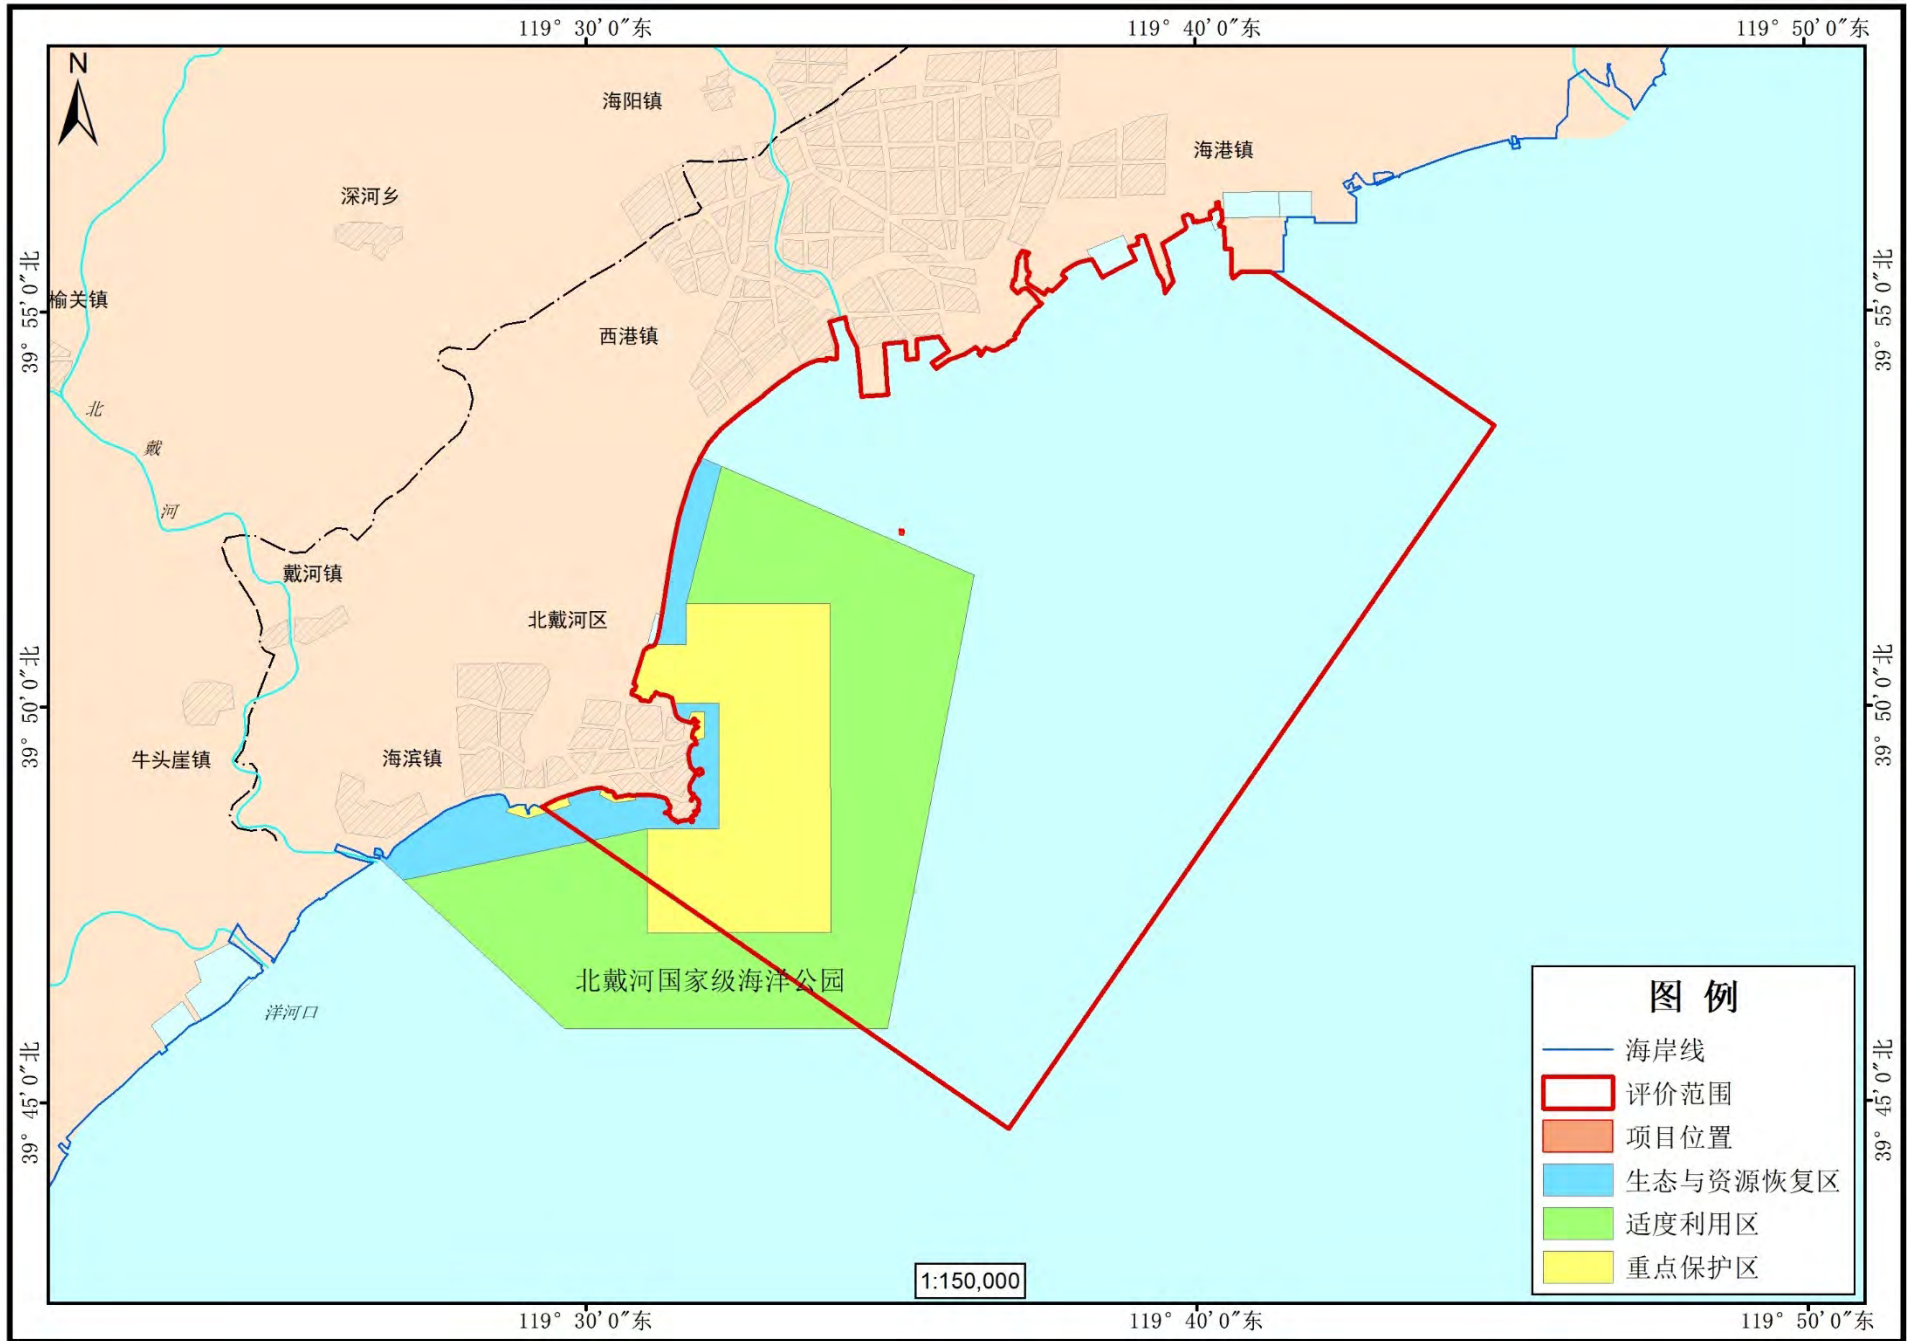 119° 30′0″东
119° 40′0″东
119° 50′0″东
N
海阳镇
海港镇
深河乡
39° 55′0″北
39° 55′0″北
榆关镇
西港镇
北
戴
河
戴河镇
北戴河区
39° 50′0″北
39° 50′0″北
牛头崖镇
海滨镇
北戴河国家级海洋公园
洋河口
图 例
海岸线
评价范围
项目位置
生态与资源恢复区
适度利用区
重点保护区
39° 45′0″北
39° 45′0″北
1:150,000
119° 30′0″东
119° 40′0″东
119° 50′0″东